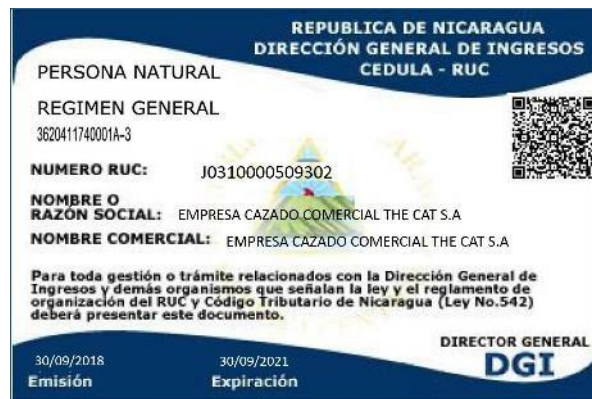 REPUBLICA DE NICARAGUA
DIRECCIÓN GENERAL DE INGRESOS
CEDULA - RUC
PERSONA NATURAL
REGIMEN GENERAL
3620411740001A-3
NUMERO RUC: J0310000509302
NOMBRE O
RAZÓN SOCIAL: EMPRESA CAZADO COMERCIAL THE CAT S.A
NOMBRE COMERCIAL: EMPRESA CAZADO COMERCIAL THE CAT S.A
Para toda gestión o trámite relacionados con la Dirección General de
Ingresos y demás organismos que señalan la ley y el reglamento de
organización del RUC y Código Tributario de Nicaragua (Ley No.542)
deberá presentar este documento.
DIRECTOR GENERAL
DGI
30/09/2018 30/09/2021
Emisión Expiración